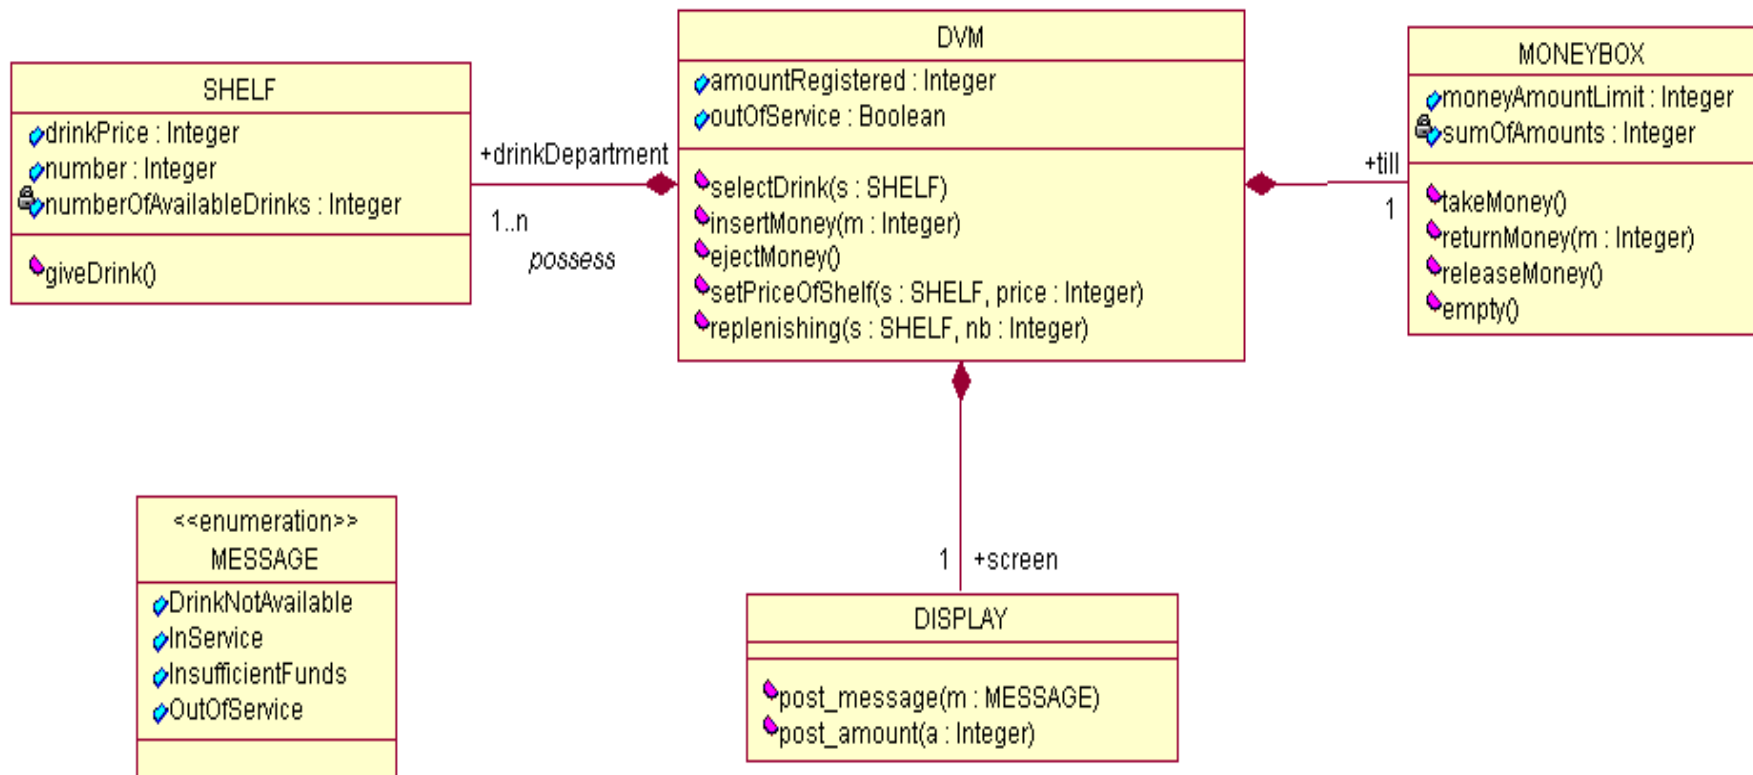 SHELF
drinkPrice : Integer
number : Integer
numberOfAvailableDrinks : Integer
giveDrink()
+drinkDepartment
1..n
possess
DVM
amountRegistered : Integer
outOfService : Boolean
selectDrink(s : SHELF)
insertMoney(m : Integer)
ejectMoney()
setPriceOfShelf(s : SHELF, price : Integer)
replenishing(s : SHELF, nb : Integer)
+till
1
MONEYBOX
moneyAmountLimit : Integer
sumOfAmounts : Integer
takeMoney()
returnMoney(m : Integer)
releaseMoney()
empty()
<<enumeration>>
MESSAGE
DrinkNotAvailable
InService
InsufficientFunds
OutOfService
1 +screen
DISPLAY
post_message(m : MESSAGE)
post_amount(a : Integer)